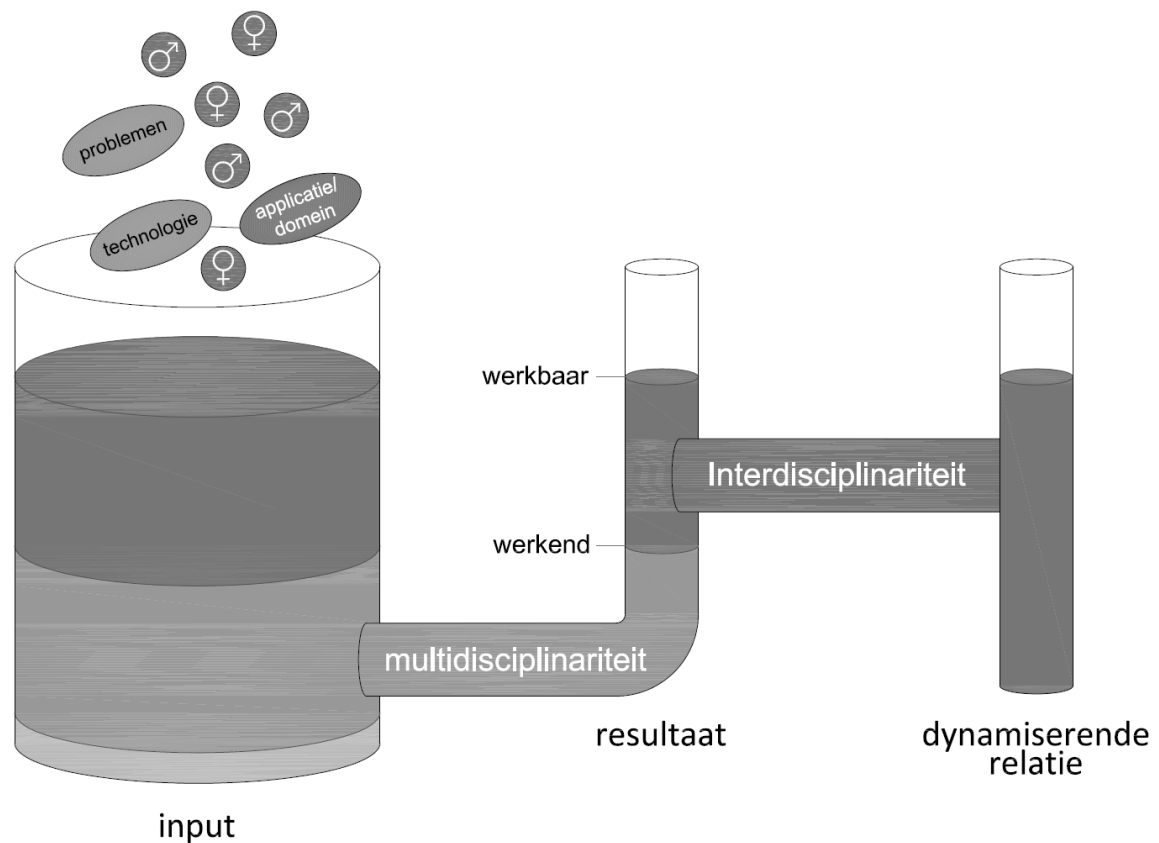 problemen
applicatie/
domein
technologie
werkbaar
Interdisciplinariteit
werkend
multidisciplinariteit
resultaat
dynamiserende
relatie
input